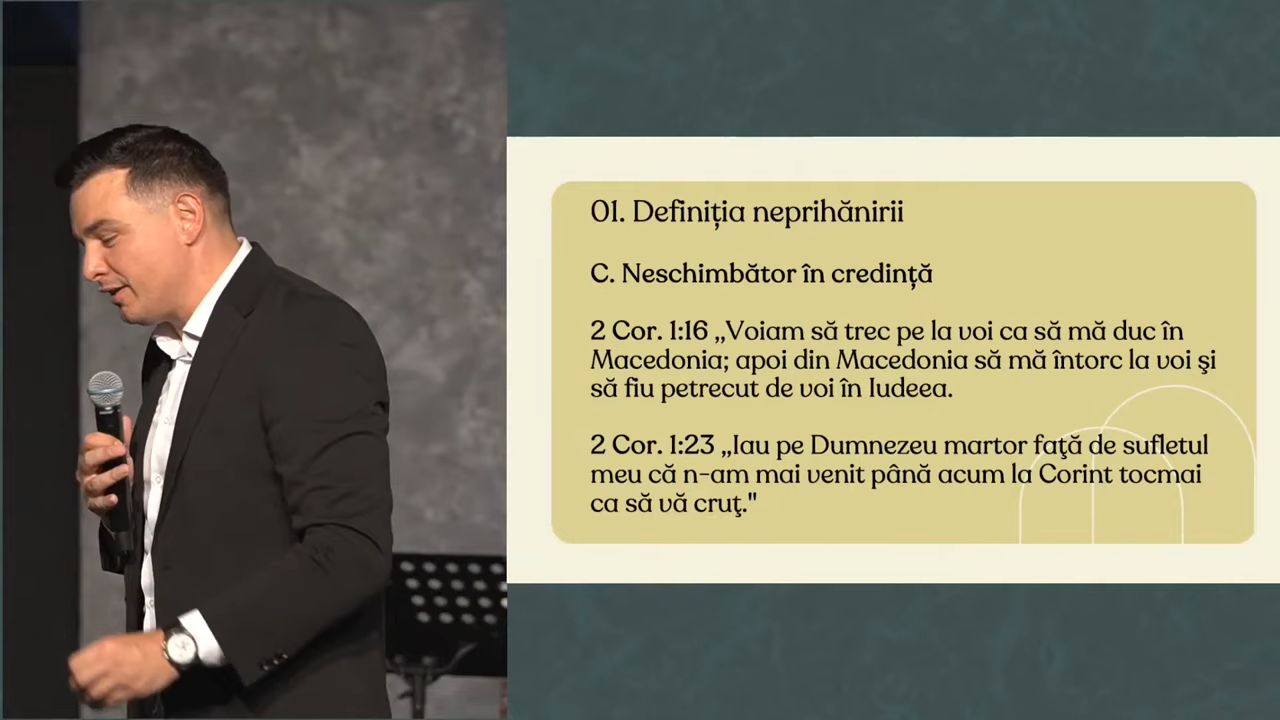 01. Definiția neprihănirii
C. Neschimbător în credință
2 Cor. 1:16 „Voiam să trec pe la voi ca să mă duc în
Macedonia; apoi din Macedonia să mă întorc la voi şi
să fiu petrecut de voi în Iudeea.
2 Cor. 1:23 „Iau pe Dumnezeu martor faţă de sufletul
meu că n-am mai venit până acum la Corint tocmai
ca să vă cruţ."